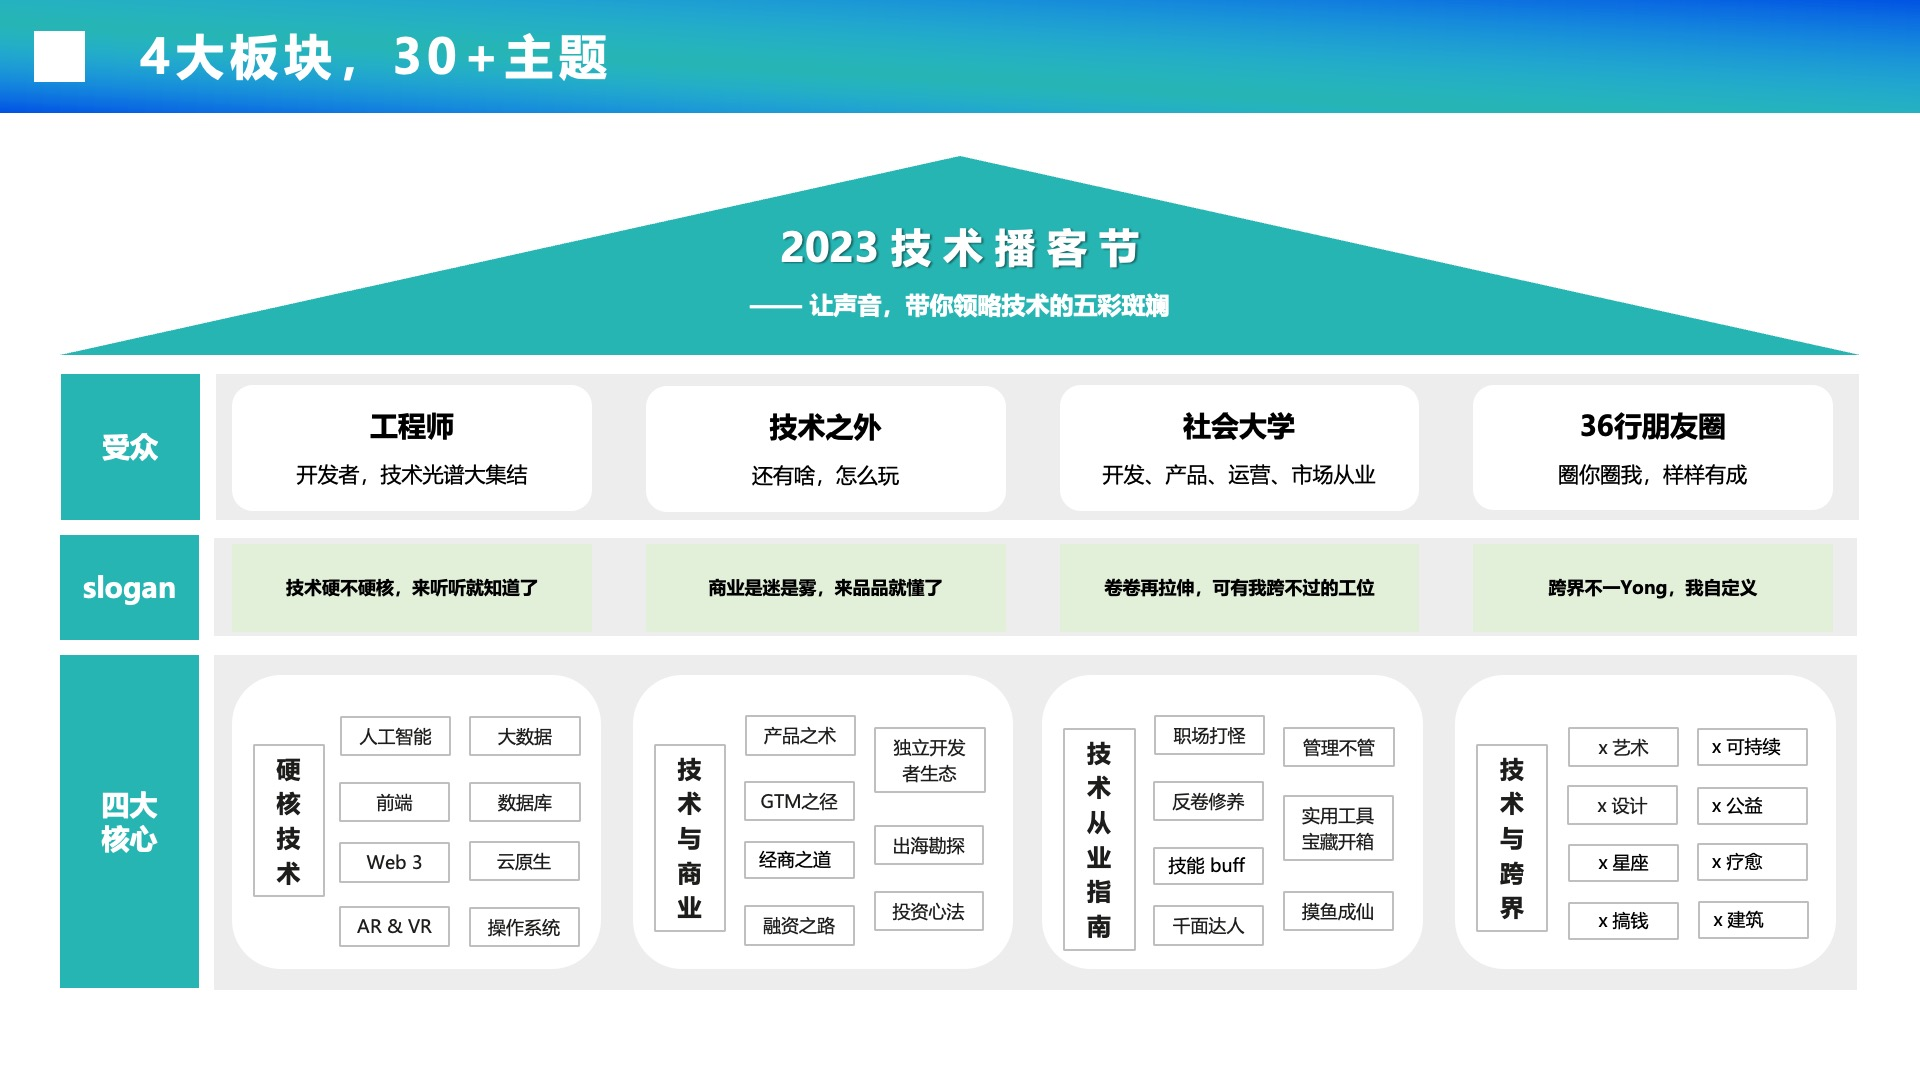 4大板块，30+主题
2023 技 术 播 客 节
—— 让声音，带你领略技术的五彩斑斓
受众
工程师
开发者，技术光谱大集结
技术之外
还有啥，怎么玩
社会大学
开发、产品、运营、市场从业
36行朋友圈
圈你圈我，样样有成
slogan
技术硬不硬核，来听听就知道了
商业是迷是雾，来品品就懂了
卷卷再拉伸，可有我跨不过的工位
跨界不一Yong，我自定义
四大
核心
硬
核
技
术
人工智能
大数据
前端
数据库
Web 3
云原生
AR & VR
操作系统
技
术
与
商
业
产品之术
独立开发
者生态
GTM之径
经商之道
出海勘探
融资之路
投资心法
技
术
从
业
指
南
职场打怪
管理不管
反卷修养
实用工具
宝藏开箱
技能 buff
千面达人
摸鱼成仙
技
术
与
跨
界
x 艺术
x 可持续
x 设计
x 公益
x 星座
x 疗愈
x 搞钱
x 建筑